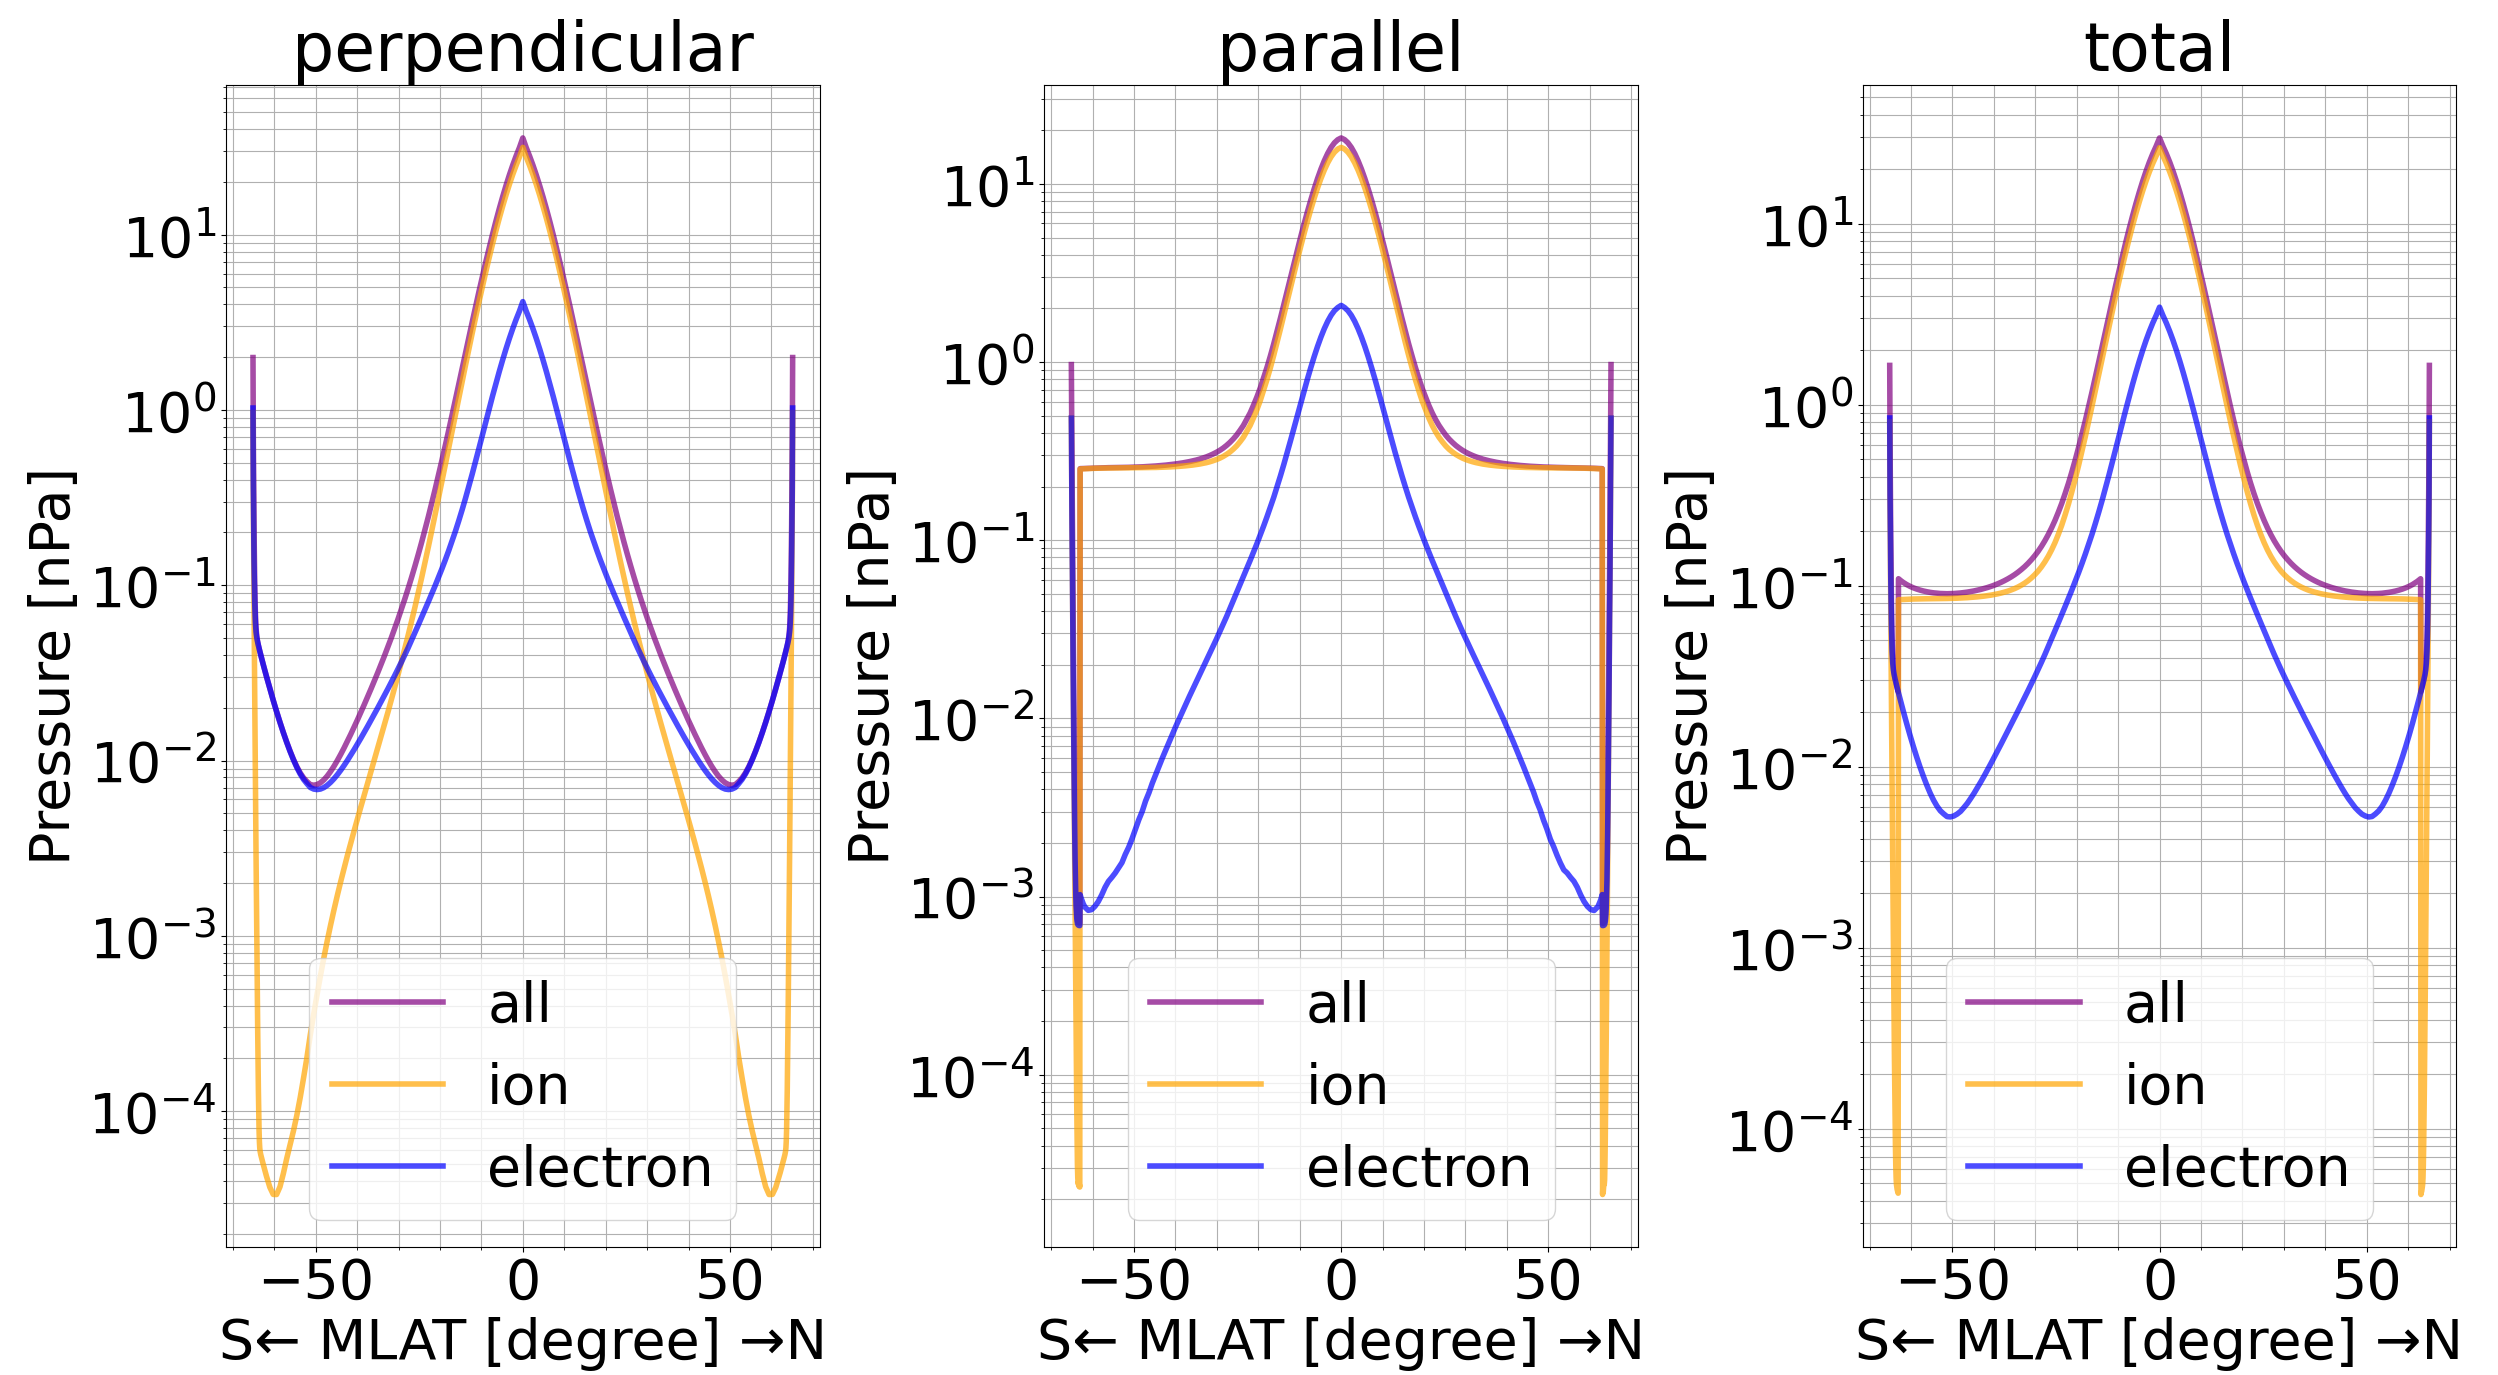 perpendicular
Pressure [nPa]
10^1
10^0
10^−1
10^−2
10^−3
10^−4
−50 0 50
S← MLAT [degree] →N
all
ion
electron
parallel
Pressure [nPa]
10^1
10^0
10^−1
10^−2
10^−3
10^−4
−50 0 50
S← MLAT [degree] →N
all
ion
electron
total
Pressure [nPa]
10^1
10^0
10^−1
10^−2
10^−3
10^−4
−50 0 50
S← MLAT [degree] →N
all
ion
electron